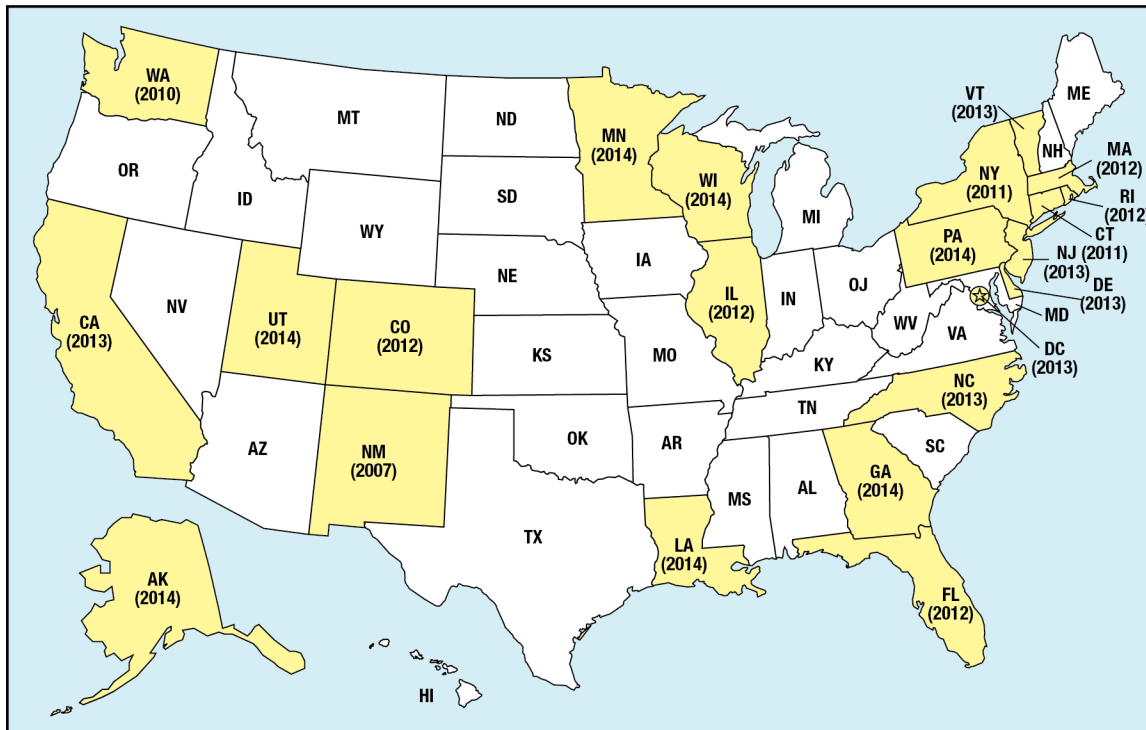 WA
(2010)
MT
ND
MN
(2014)
VT
(2013)
ME
OR
ID
SD
WI
(2014)
MI
NY
(2011)
NH
MA
(2012)
RI
(2012)
WY
IA
PA
(2014)
CT
(2011)
NJ
(2013)
NV
NE
IL
(2012)
IN
OJ
DE
(2013)
MD
CA
(2013)
UT
(2014)
CO
(2012)
KS
MO
WV
VA
DC
(2013)
KY
NC
(2013)
TN
AZ
NM
(2007)
OK
AR
SC
MS
AL
GA
(2014)
TX
LA
(2014)
AK
(2014)
FL
(2012)
HI